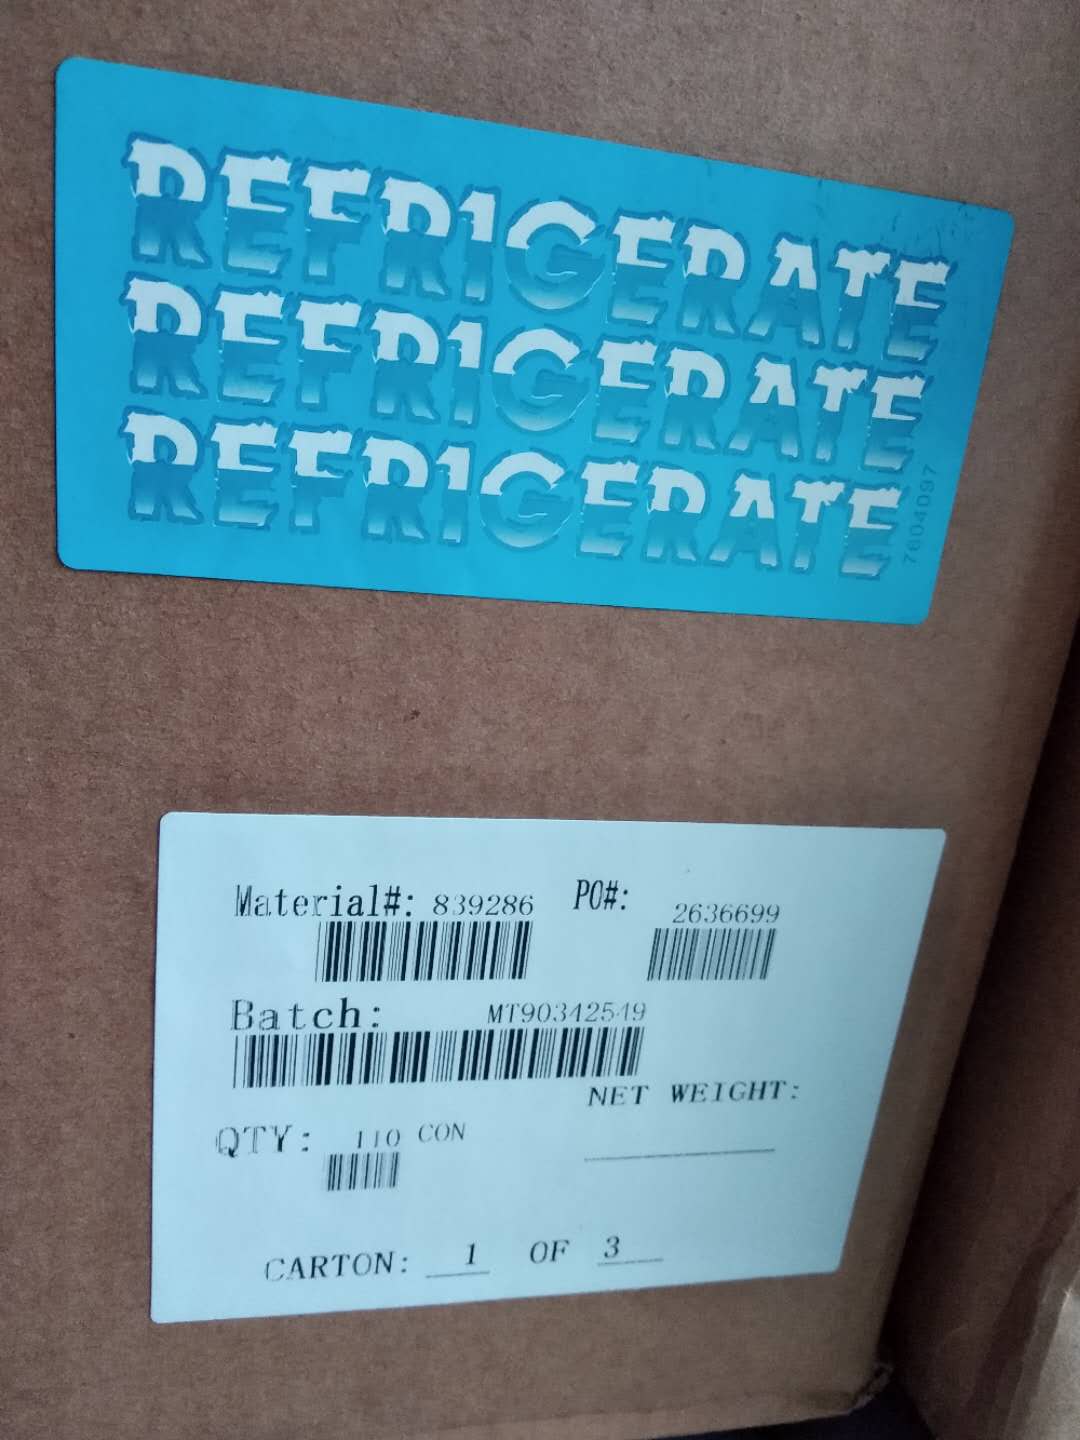 REFRIGERATE
REFRIGERATE
REFRIGERATE
7604097
Material#: 839286 PO#: 2636699
Batch: MT90342549
NET WEIGHT:
QTY: 110 CON
CARTON: 1 OF 3